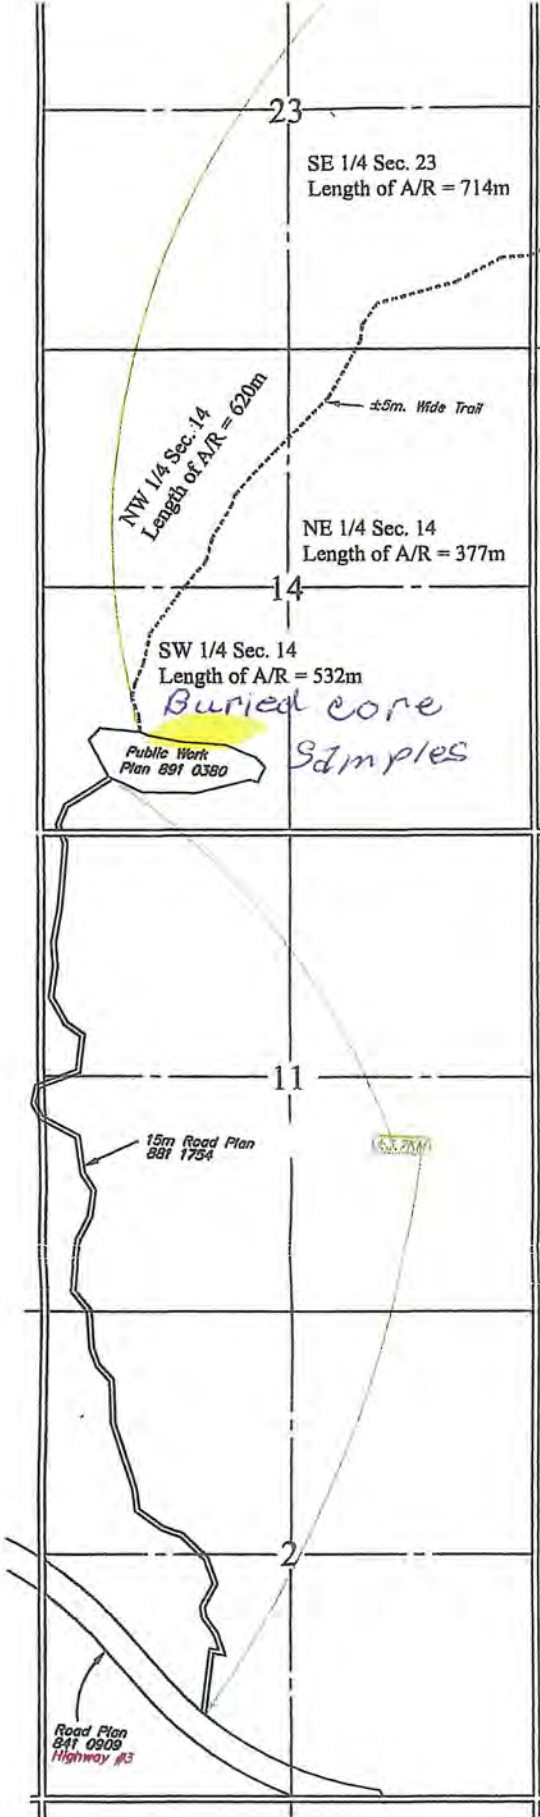 23
SE 1/4 Sec. 23
Length of A/R = 714m
±5m. Wide Trail
NW 1/4 Sec. 14
Length of A/R = 620m
NE 1/4 Sec. 14
Length of A/R = 377m
14
SW 1/4 Sec. 14
Length of A/R = 532m
Buried core
samples
Public Work
Plan 891 0380
11
15m Road Plan
881 1754
2
Road Plan
841 0909
Highway #3